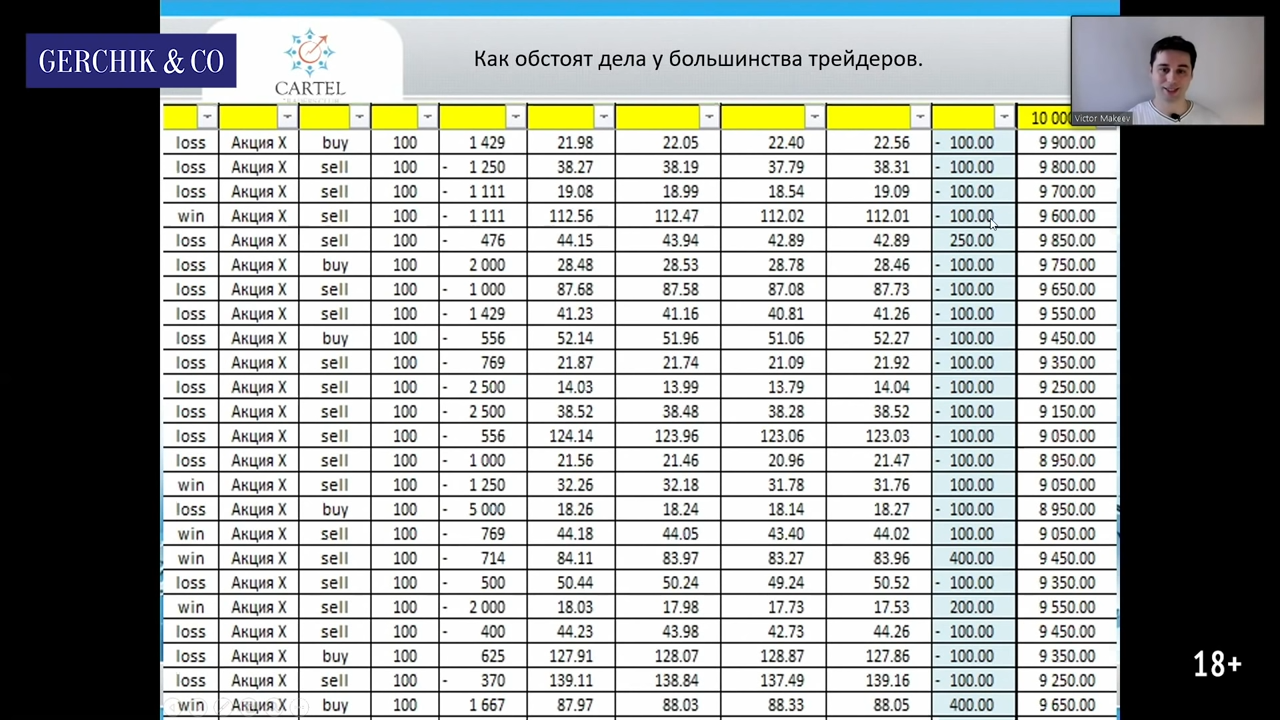 GERCHIK & CO
CARTEL
Как обстоят дела у большинства трейдеров.
Victor Makeev
10 000
loss Акция X buy 100 1 429 21.98 22.05 22.40 22.56 - 100.00 9 900.00
loss Акция X sell 100 - 1 250 38.27 38.19 37.79 38.31 - 100.00 9 800.00
loss Акция X sell 100 - 1 111 19.08 18.99 18.54 19.09 - 100.00 9 700.00
win Акция X sell 100 - 1 111 112.56 112.47 112.02 112.01 - 100.00 9 600.00
loss Акция X sell 100 - 476 44.15 43.94 42.89 42.89 250.00 9 850.00
loss Акция X buy 100 2 000 28.48 28.53 28.78 28.46 - 100.00 9 750.00
loss Акция X sell 100 - 1 000 87.68 87.58 87.08 87.73 - 100.00 9 650.00
loss Акция X sell 100 - 1 429 41.23 41.16 40.81 41.26 - 100.00 9 550.00
loss Акция X buy 100 - 556 52.14 51.96 51.06 52.27 - 100.00 9 450.00
loss Акция X sell 100 - 769 21.87 21.74 21.09 21.92 - 100.00 9 350.00
loss Акция X sell 100 - 2 500 14.03 13.99 13.79 14.04 - 100.00 9 250.00
loss Акция X sell 100 - 2 500 38.52 38.48 38.28 38.52 - 100.00 9 150.00
loss Акция X sell 100 - 556 124.14 123.96 123.06 123.03 - 100.00 9 050.00
loss Акция X sell 100 - 1 000 21.56 21.46 20.96 21.47 - 100.00 8 950.00
win Акция X sell 100 - 1 250 32.26 32.18 31.78 31.76 100.00 9 050.00
loss Акция X buy 100 - 5 000 18.26 18.24 18.14 18.27 - 100.00 8 950.00
win Акция X sell 100 - 769 44.18 44.05 43.40 44.02 100.00 9 050.00
win Акция X sell 100 - 714 84.11 83.97 83.27 83.96 400.00 9 450.00
loss Акция X sell 100 - 500 50.44 50.24 49.24 50.52 - 100.00 9 350.00
win Акция X sell 100 - 2 000 18.03 17.98 17.73 17.53 200.00 9 550.00
loss Акция X sell 100 - 400 44.23 43.98 42.73 44.26 - 100.00 9 450.00
loss Акция X buy 100 625 127.91 128.07 128.87 127.86 - 100.00 9 350.00
loss Акция X sell 100 - 370 139.11 138.84 137.49 139.16 - 100.00 9 250.00
win Акция X buy 100 1 667 87.97 88.03 88.33 88.05 400.00 9 650.00
18+